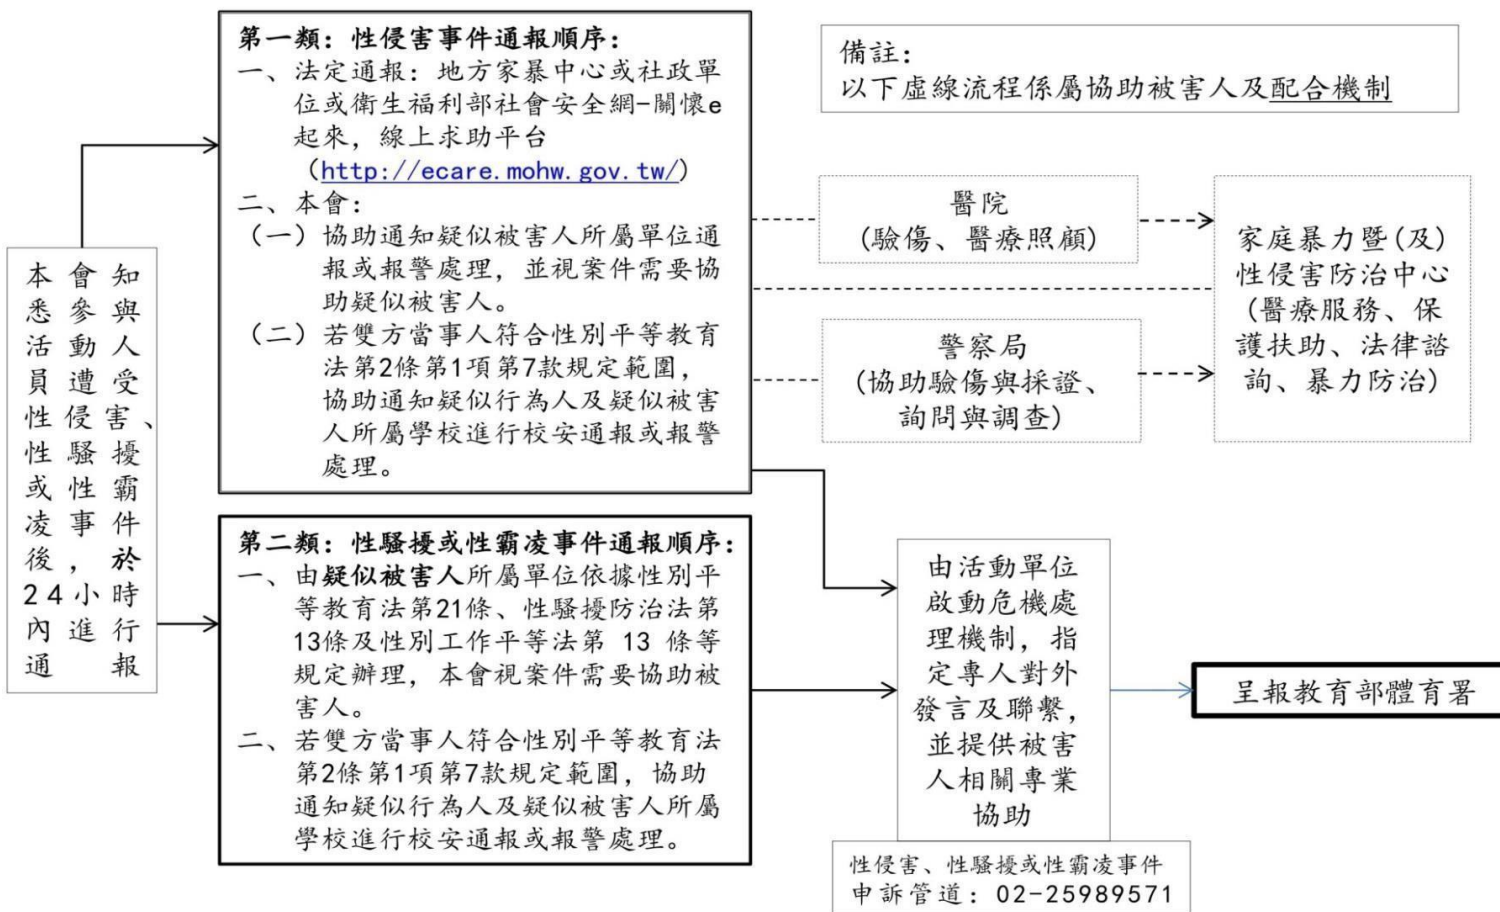 本會知
悉參與
活動人
員遭受
性侵害、
性騷擾
或性霸
凌事件
後，於
24小時
內進行
通報
第一類：性侵害事件通報順序：
一、法定通報：地方家暴中心或社政單
位或衛生福利部社會安全網-關懷e
起來，線上求助平台
（http://ecare.mohw.gov.tw/）
二、本會：
（一）協助通知疑似被害人所屬單位通
報或報警處理，並視案件需要協
助疑似被害人。
（二）若雙方當事人符合性別平等教育
法第2條第1項第7款規定範圍，
協助通知疑似行為人及疑似被害
人所屬學校進行校安通報或報警
處理。
第二類：性騷擾或性霸凌事件通報順序：
一、由疑似被害人所屬單位依據性別平
等教育法第21條、性騷擾防治法第
13條及性別工作平等法第 13 條等
規定辦理，本會視案件需要協助被
害人。
二、若雙方當事人符合性別平等教育法
第2條第1項第7款規定範圍，協助
通知疑似行為人及疑似被害人所屬
學校進行校安通報或報警處理。
備註：
以下虛線流程係屬協助被害人及配合機制
醫院
(驗傷、醫療照顧)
警察局
(協助驗傷與採證、
詢問與調查)
家庭暴力暨(及)
性侵害防治中心
(醫療服務、保
護扶助、法律諮
詢、暴力防治)
由活動單位
啟動危機處
理機制，指
定專人對外
發言及聯繫，
並提供被害
人相關專業
協助
呈報教育部體育署
性侵害、性騷擾或性霸凌事件
申訴管道：02-25989571